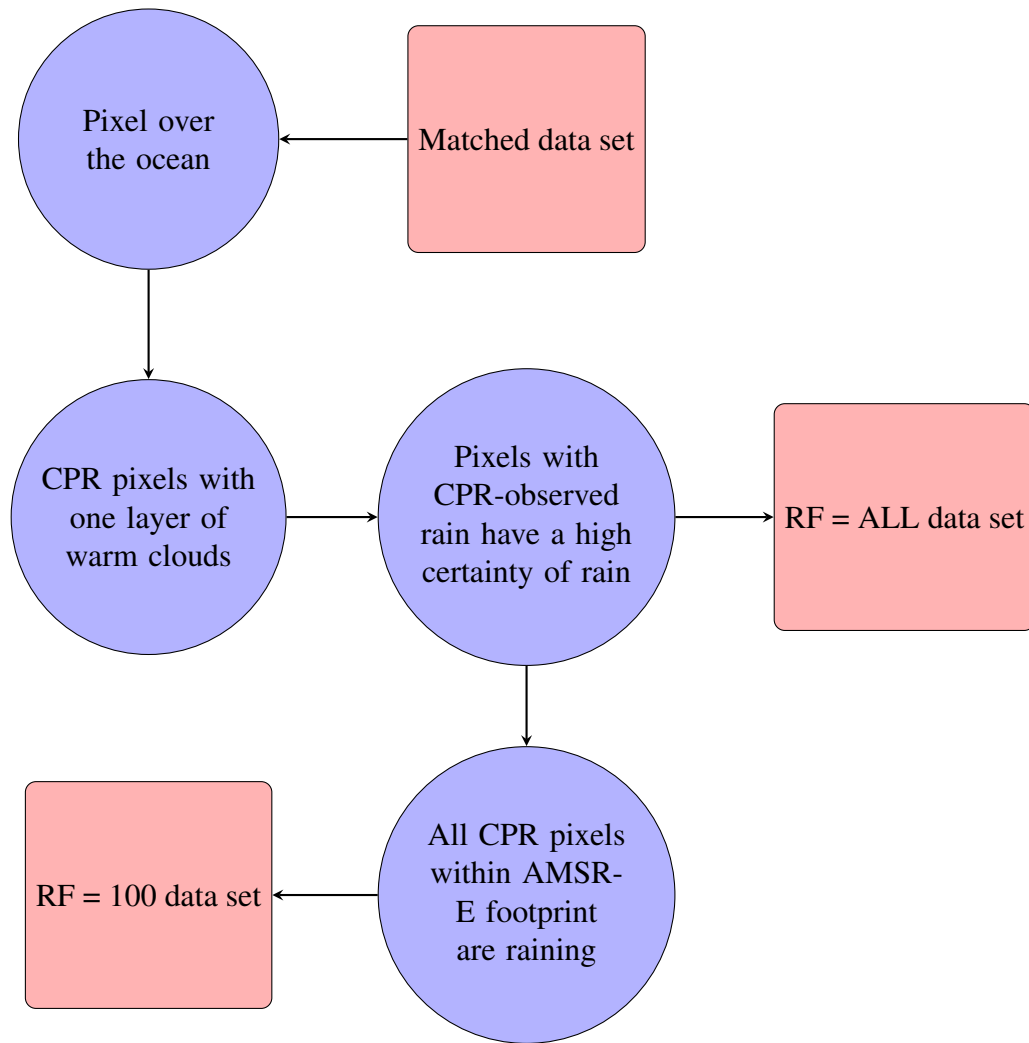 Pixel over
the ocean
Matched data set
CPR pixels with
one layer of
warm clouds
Pixels with
CPR-observed
rain have a high
certainty of rain
RF = ALL data set
RF = 100 data set
All CPR pixels
within AMSR-
E footprint
are raining